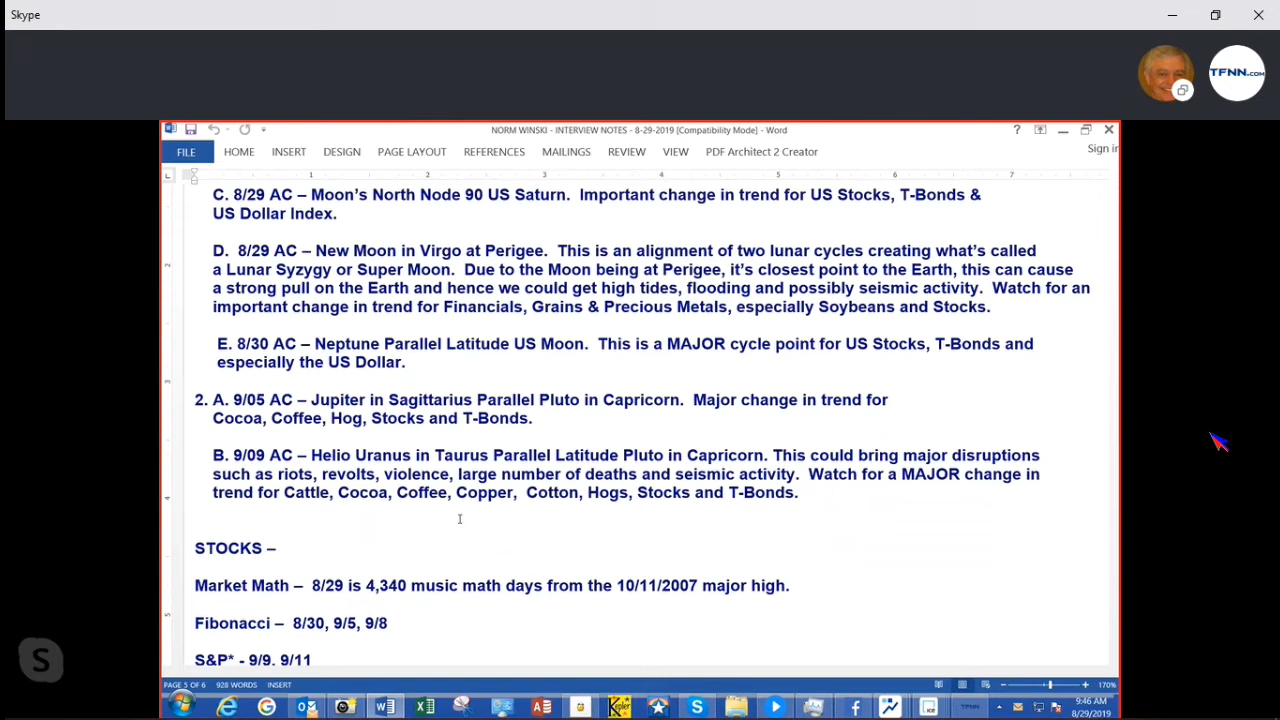 Skype
TFNN.COM
NORM WINSKI - INTERVIEW NOTES - 8-29-2019 [Compatibility Mode] - Word
FILE HOME INSERT DESIGN PAGE LAYOUT REFERENCES MAILINGS REVIEW VIEW PDF Architect 2 Creator Sign in
1 2 3 4 5 6 7
C. 8/29 AC – Moon's North Node 90 US Saturn. Important change in trend for US Stocks, T-Bonds &
US Dollar Index.
D. 8/29 AC – New Moon in Virgo at Perigee. This is an alignment of two lunar cycles creating what's called
a Lunar Syzygy or Super Moon. Due to the Moon being at Perigee, it's closest point to the Earth, this can cause
a strong pull on the Earth and hence we could get high tides, flooding and possibly seismic activity. Watch for an
important change in trend for Financials, Grains & Precious Metals, especially Soybeans and Stocks.
E. 8/30 AC – Neptune Parallel Latitude US Moon. This is a MAJOR cycle point for US Stocks, T-Bonds and
especially the US Dollar.
2. A. 9/05 AC – Jupiter in Sagittarius Parallel Pluto in Capricorn. Major change in trend for
Cocoa, Coffee, Hog, Stocks and T-Bonds.
B. 9/09 AC – Helio Uranus in Taurus Parallel Latitude Pluto in Capricorn. This could bring major disruptions
such as riots, revolts, violence, large number of deaths and seismic activity. Watch for a MAJOR change in
trend for Cattle, Cocoa, Coffee, Copper, Cotton, Hogs, Stocks and T-Bonds.
STOCKS –
Market Math – 8/29 is 4,340 music math days from the 10/11/2007 major high.
Fibonacci – 8/30, 9/5, 9/8
S&P* - 9/9, 9/11
PAGE 5 OF 6 928 WORDS INSERT 170%
Kepler
ICE
TFNN
9:46 AM
8/29/2019